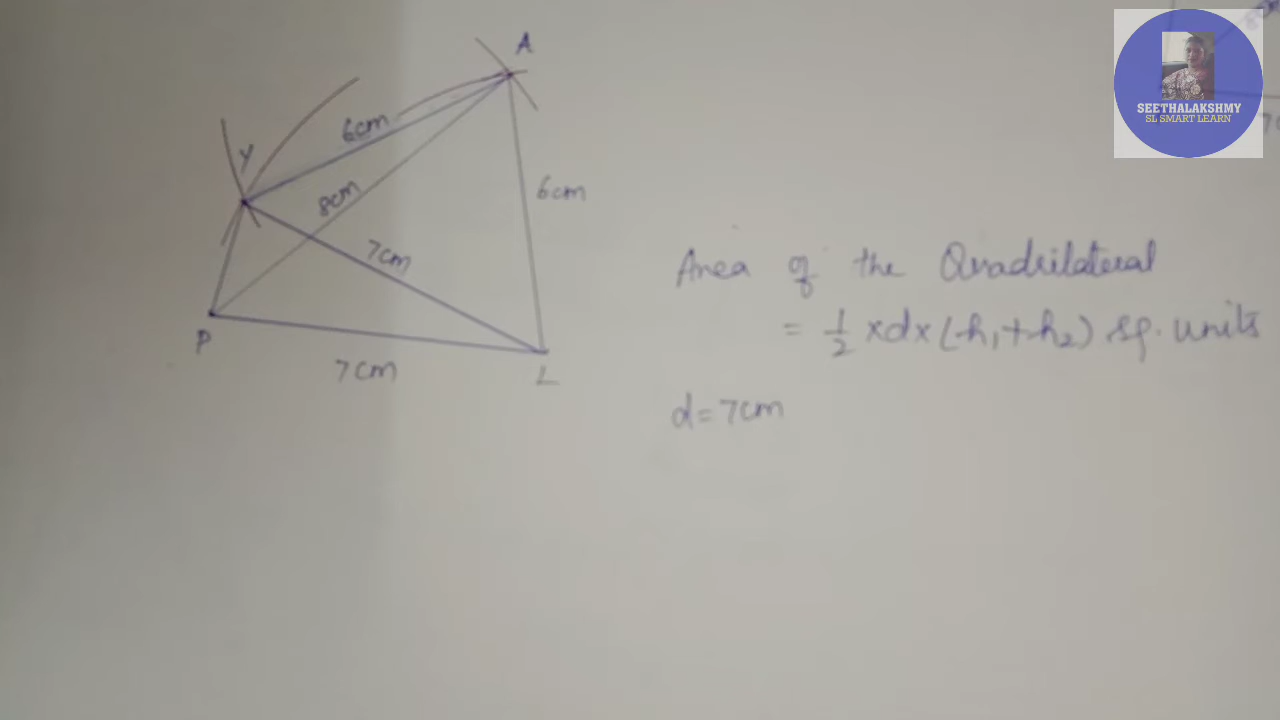 A
6cm
Y
8cm
6cm
7cm
P
7cm
L
Area of the Quadrilateral
= 1/2 × d × (h₁ + h₂) sq. units
d = 7cm
SEETHALAKSHMY
SL SMART LEARN